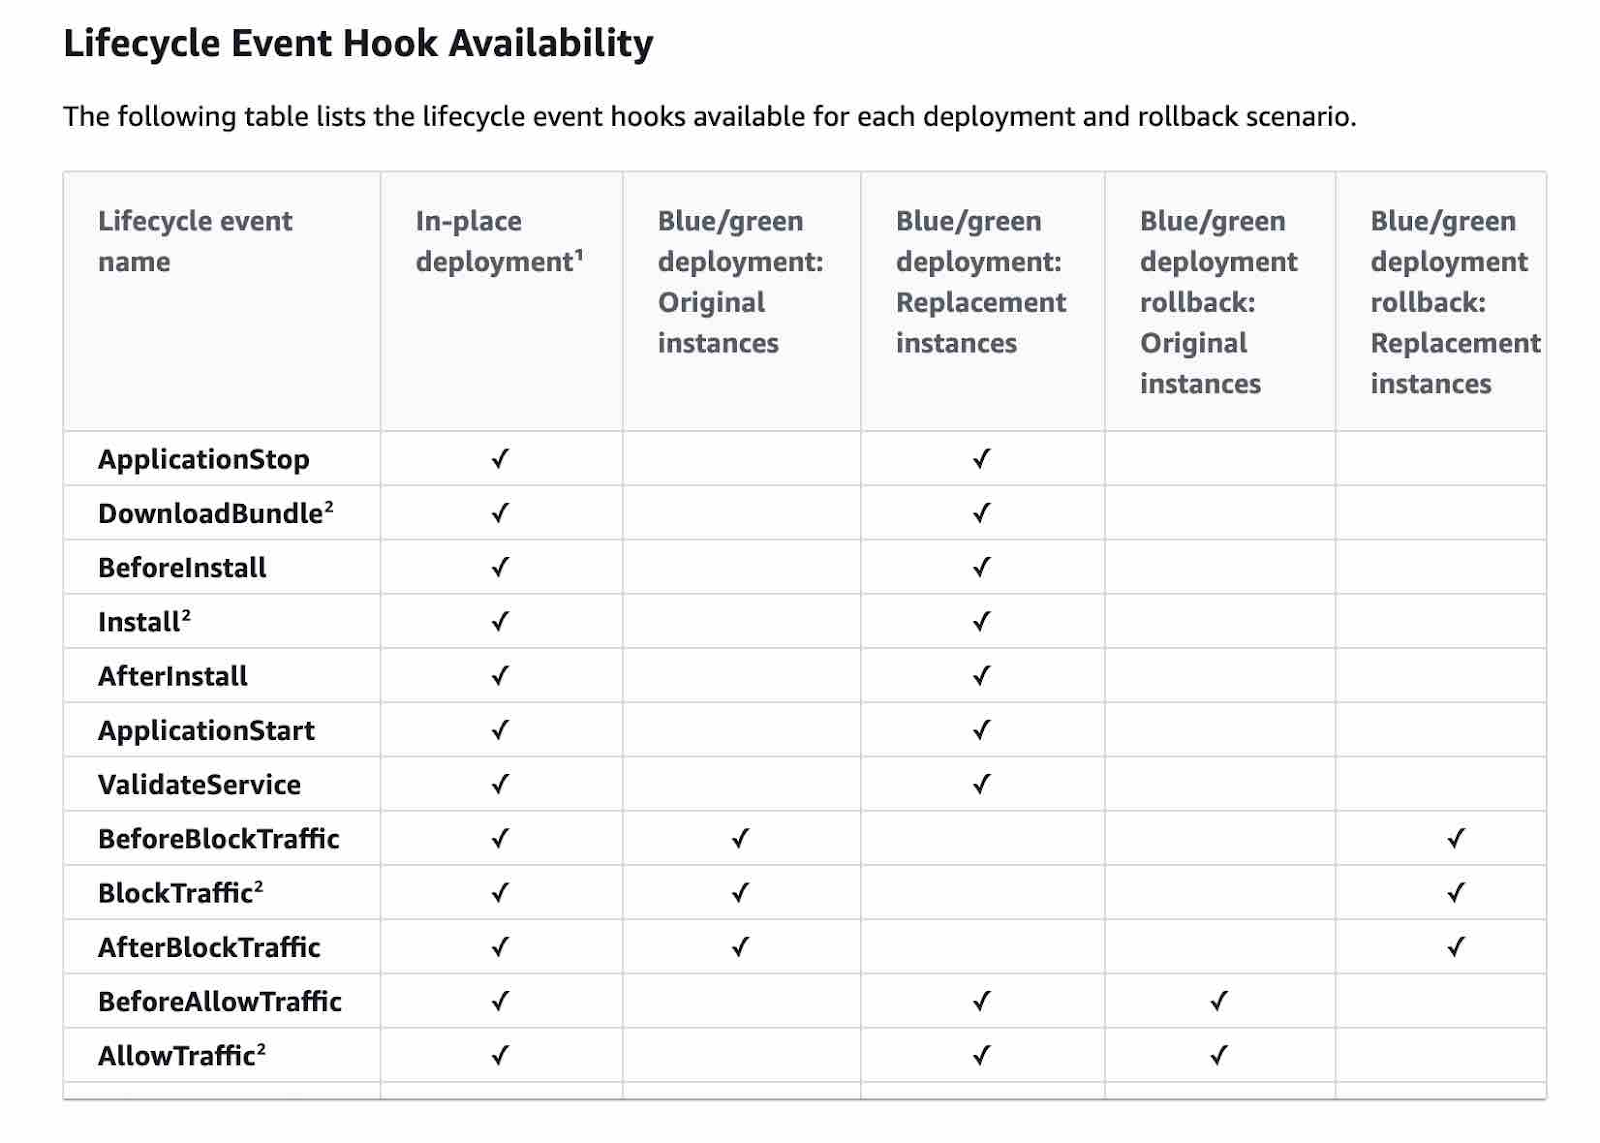 Lifecycle Event Hook Availability
The following table lists the lifecycle event hooks available for each deployment and rollback scenario.
Lifecycle event
name
In-place
deployment¹
Blue/green
deployment:
Original
instances
Blue/green
deployment:
Replacement
instances
Blue/green
deployment
rollback:
Original
instances
Blue/green
deployment
rollback:
Replacement
instances
ApplicationStop ✓ ✓
DownloadBundle² ✓ ✓
BeforeInstall ✓ ✓
Install² ✓ ✓
AfterInstall ✓ ✓
ApplicationStart ✓ ✓
ValidateService ✓ ✓
BeforeBlockTraffic ✓ ✓ ✓
BlockTraffic² ✓ ✓ ✓
AfterBlockTraffic ✓ ✓ ✓
BeforeAllowTraffic ✓ ✓ ✓
AllowTraffic² ✓ ✓ ✓